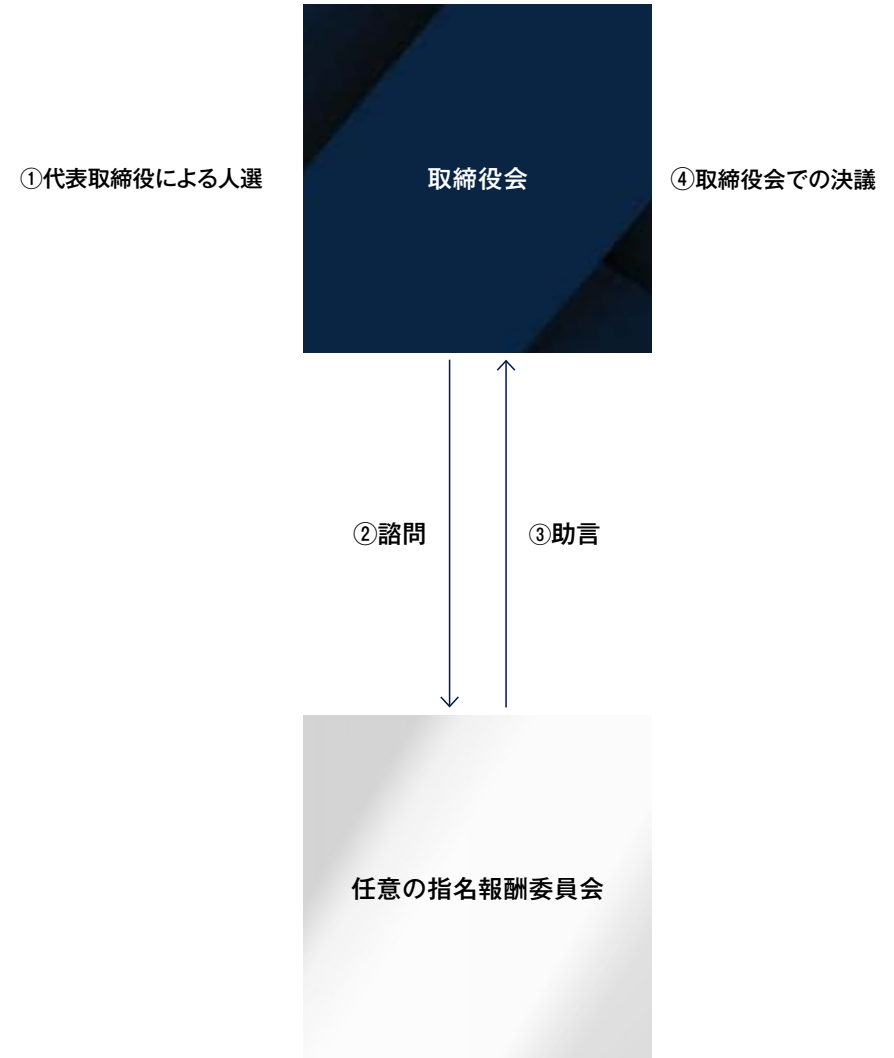 ①代表取締役による人選
取締役会
④取締役会での決議
②諮問
③助言
任意の指名報酬委員会